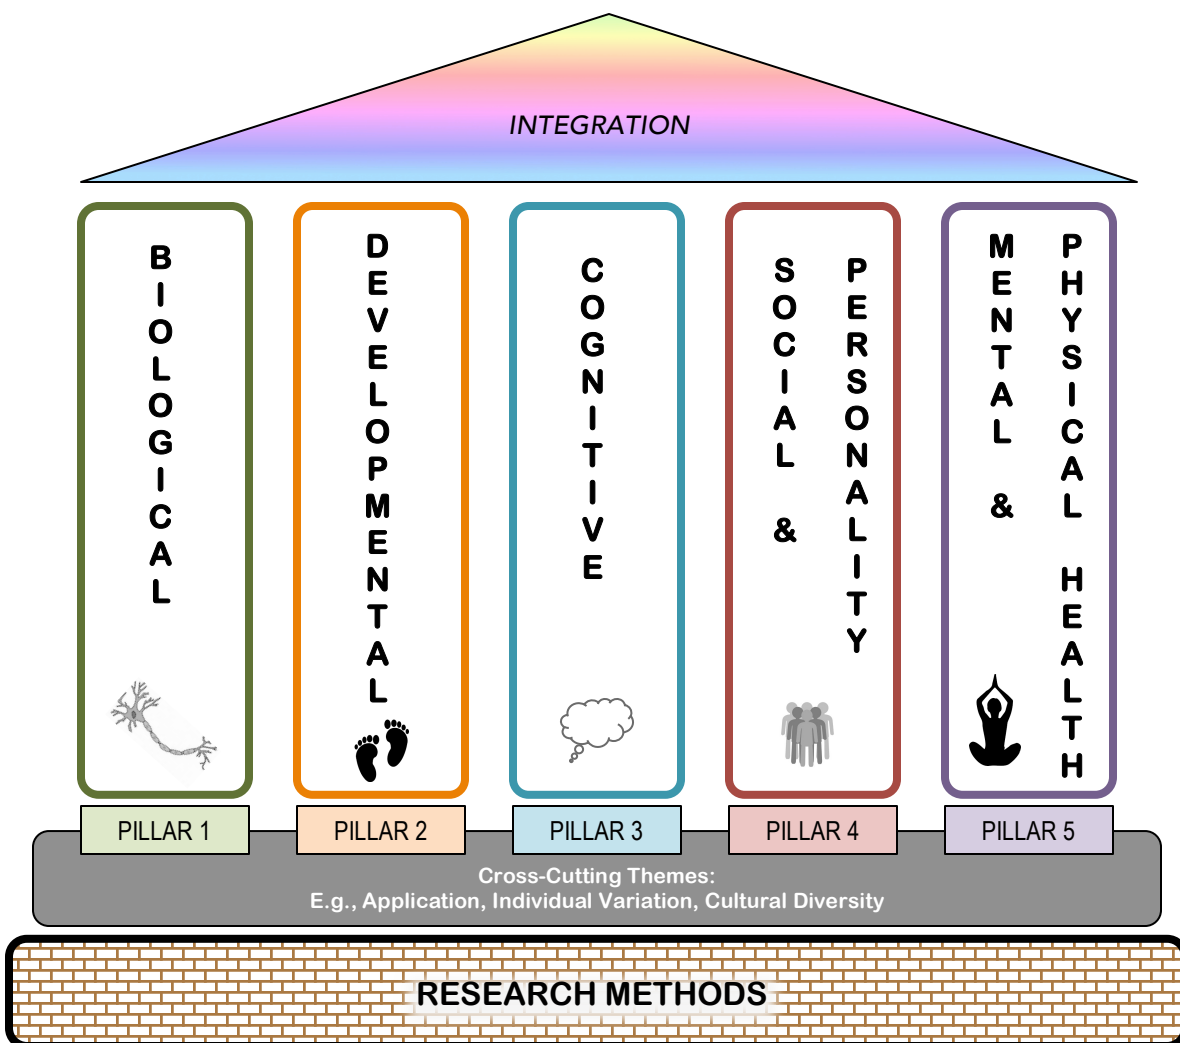 INTEGRATION
BIOLOGICAL
DEVELOPMENTAL
COGNITIVE
SOCIAL &
PERSONALITY
MENTAL &
PHYSICAL HEALTH
PILLAR 1
PILLAR 2
PILLAR 3
PILLAR 4
PILLAR 5
Cross-Cutting Themes:
E.g., Application, Individual Variation, Cultural Diversity
RESEARCH METHODS